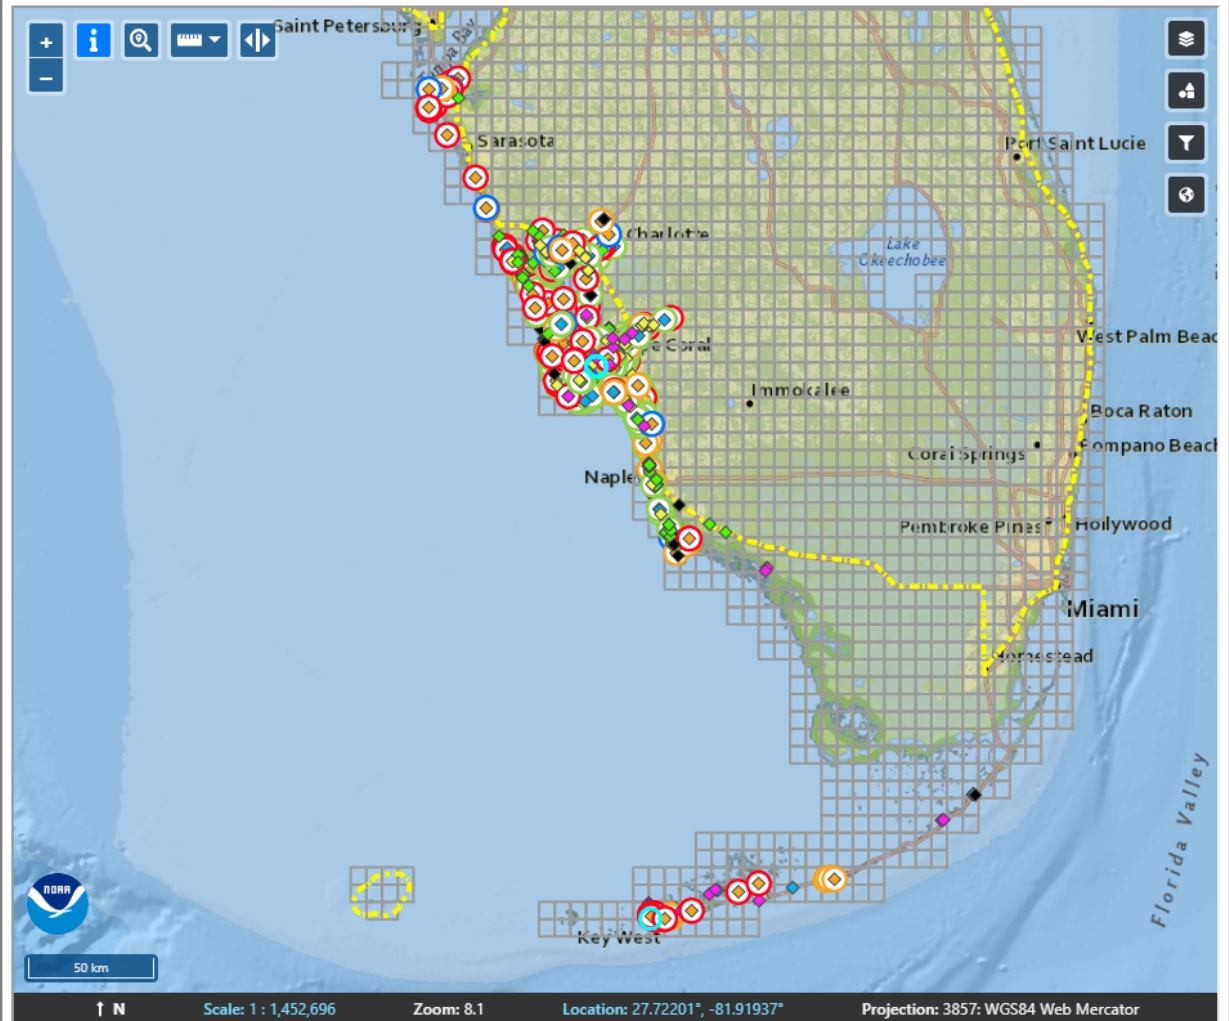 +
i
−
Saint Petersburg
Sarasota
Port Saint Lucie
Charlotte
Lake
Okeechobee
West Palm Beac
Coral
Immokalee
Boca Raton
Coral Springs
Pompano Beach
Naple
Pembroke Pines
Hollywood
Miami
Homestead
Florida Valley
NOAA
Key West
50 km
↑ N
Scale: 1 : 1,452,696
Zoom: 8.1
Location: 27.72201°, -81.91937°
Projection: 3857: WGS84 Web Mercator